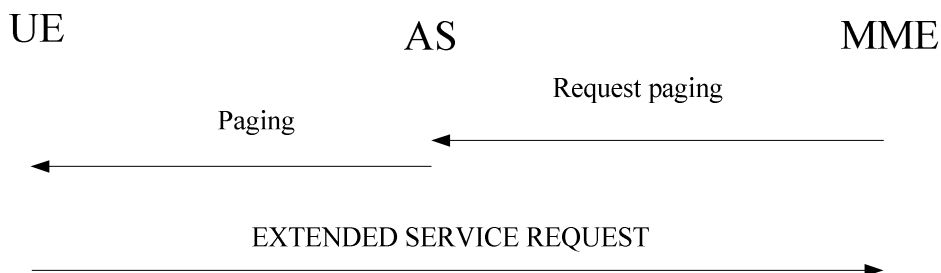 UE
AS
MME
Request paging
Paging
EXTENDED SERVICE REQUEST